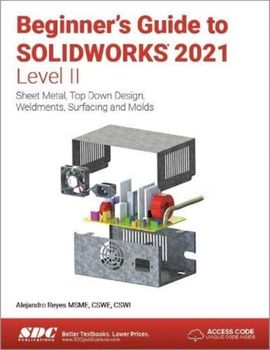 Beginner's Guide to
SOLIDWORKS® 2021
Level II
Sheet Metal, Top Down Design,
Weldments, Surfacing and Molds
Alejandro Reyes MSME, CSWE, CSWI
SDC
PUBLICATIONS
Better Textbooks. Lower Prices.
www.SDCpublications.com
ACCESS CODE
UNIQUE CODE INSIDE